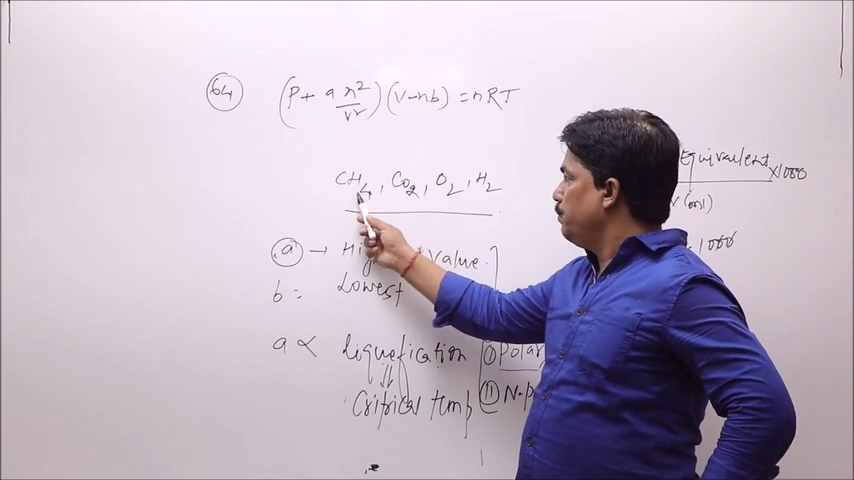 64 (P+ a n²/v²) (V-nb) = nRT
CH4, CO2, O2, H2
'a' → value.
b: Lowest
a ∝ liquefication
⇓
Critical temp
(I) Polar
(II) N.p
Equivalent ×1000
V (ml)
1000